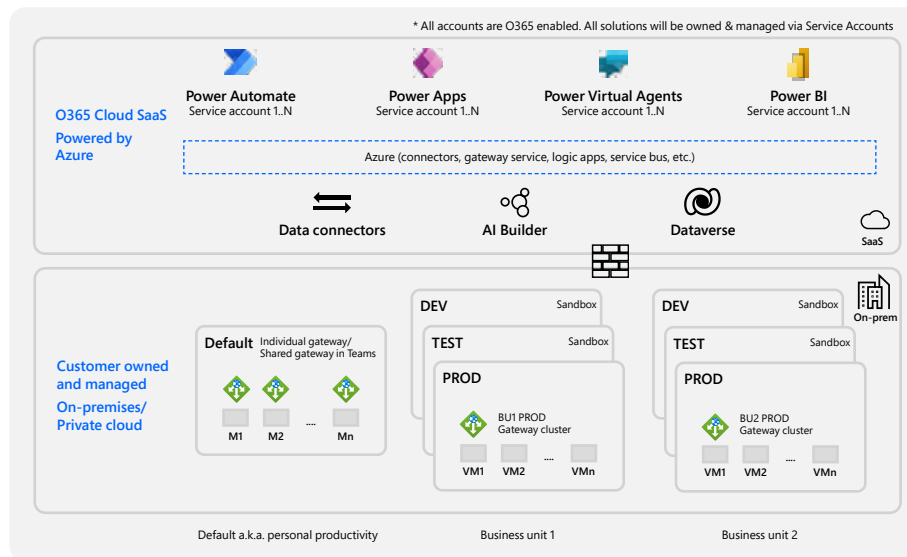 * All accounts are O365 enabled. All solutions will be owned & managed via Service Accounts
O365 Cloud SaaS
Powered by
Azure
Power Automate
Service account 1..N
Power Apps
Service account 1..N
Power Virtual Agents
Service account 1..N
Power BI
Service account 1..N
Azure (connectors, gateway service, logic apps, service bus, etc.)
Data connectors
AI Builder
Dataverse
SaaS
On-prem
Customer owned
and managed
On-premises/
Private cloud
Default
Individual gateway/
Shared gateway in Teams
M1
M2
....
Mn
DEV
Sandbox
TEST
Sandbox
PROD
BU1 PROD
Gateway cluster
VM1
VM2
....
VMn
DEV
Sandbox
TEST
Sandbox
PROD
BU2 PROD
Gateway cluster
VM1
VM2
....
VMn
Default a.k.a. personal productivity
Business unit 1
Business unit 2